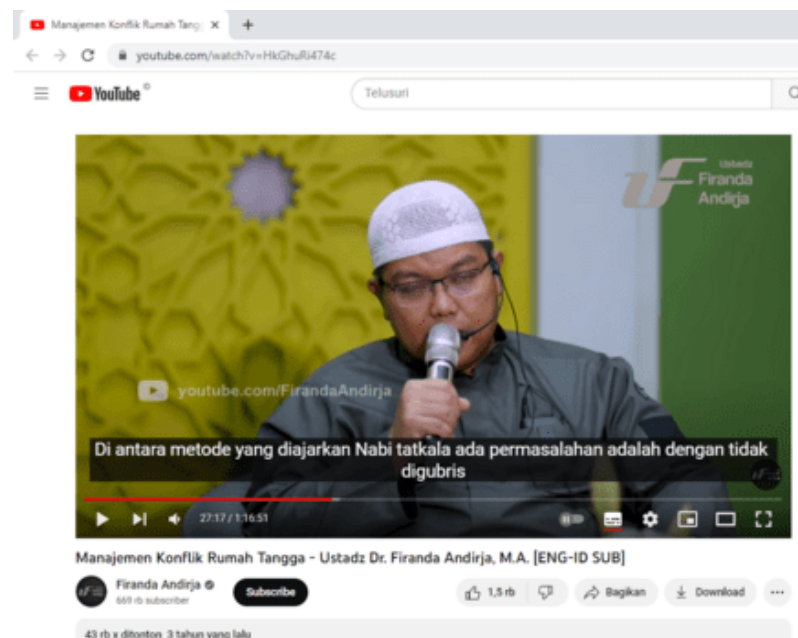 Manajemen Konflik Rumah Tang
youtube.com/watch?v=HkGhuRi474c
YouTube ID
Telusuri
Ustadz
Firanda
Andirja
youtube.com/FirandaAndirja
Di antara metode yang diajarkan Nabi tatkala ada permasalahan adalah dengan tidak
digubris
27:17 / 1:16:51
Manajemen Konflik Rumah Tangga - Ustadz Dr. Firanda Andirja, M.A. [ENG-ID SUB]
Firanda Andirja
669 rb subscriber
Subscribe
1,5 rb
Bagikan
Download
43 rb x ditonton 3 tahun yang lalu